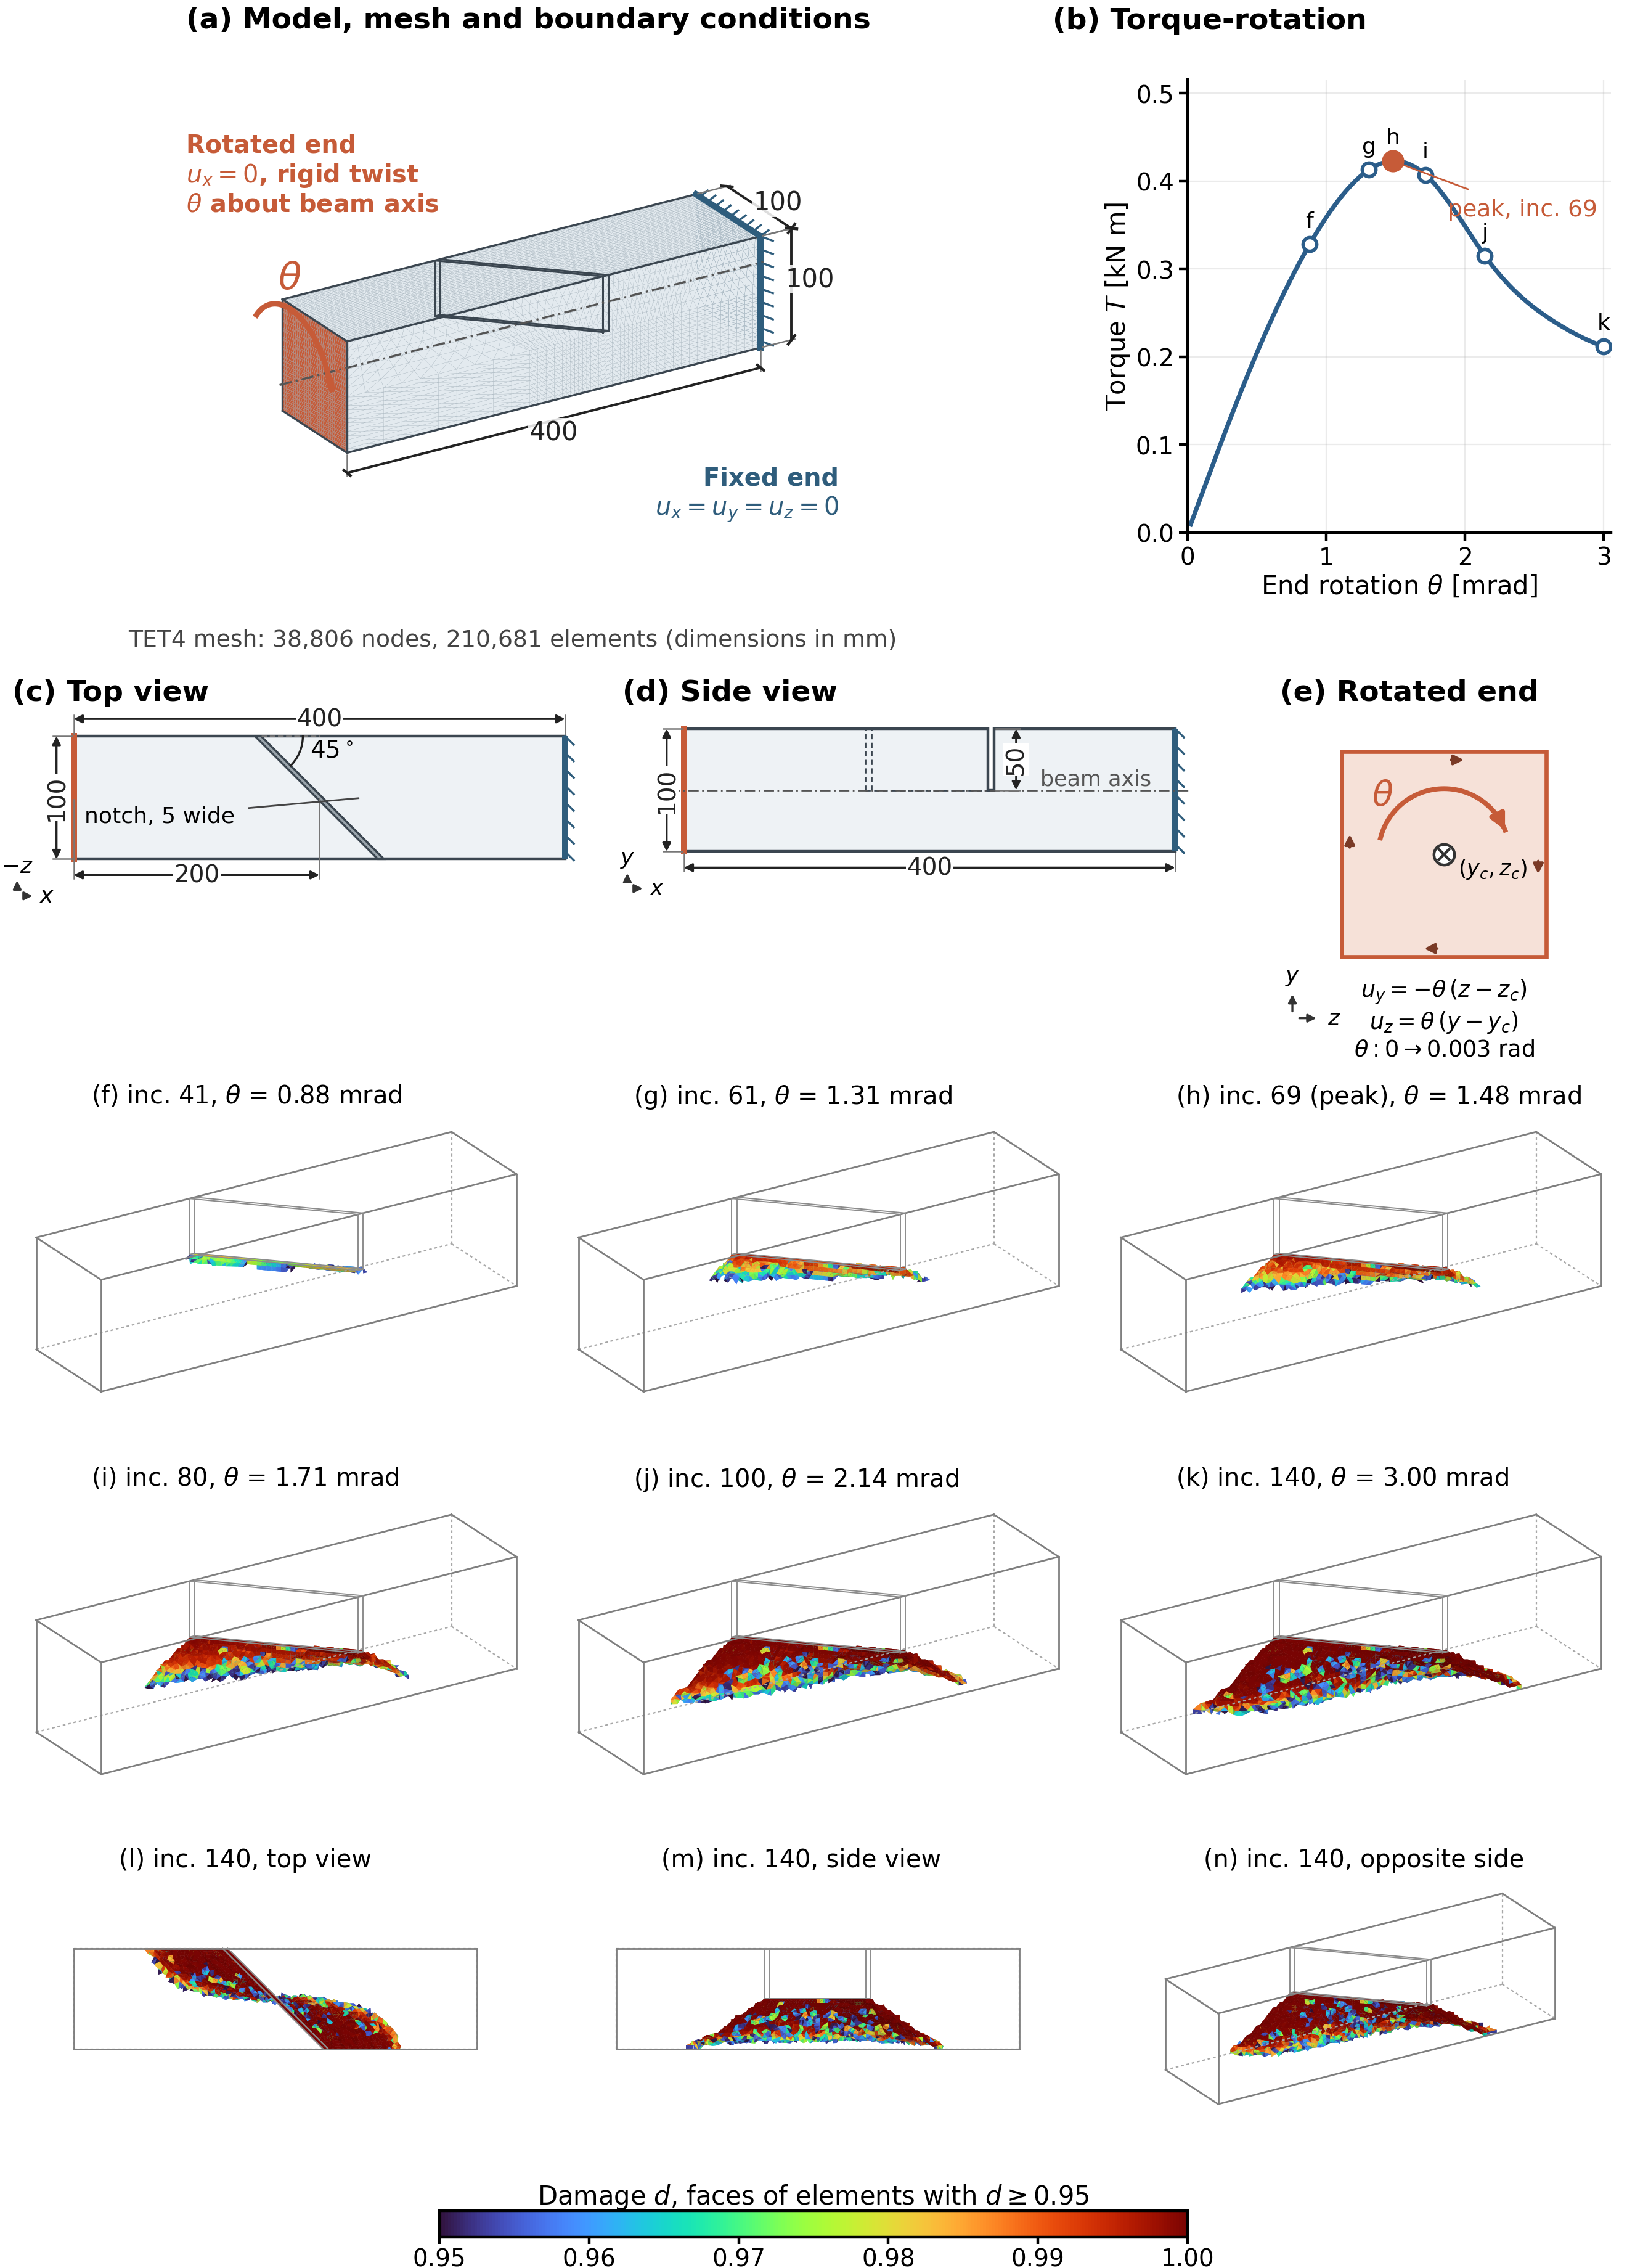 (a) Model, mesh and boundary conditions
(b) Torque-rotation
Rotated end
u_x = 0, rigid twist
θ about beam axis
θ
100
100
400
Fixed end
u_x = u_y = u_z = 0
TET4 mesh: 38,806 nodes, 210,681 elements (dimensions in mm)
0.5
0.4
0.3
0.2
0.1
0.0
Torque T [kN m]
f
g
h
i
peak, inc. 69
j
k
0
1
2
3
End rotation θ [mrad]
(c) Top view
400
45°
100
notch, 5 wide
200
−z
x
(d) Side view
50
100
beam axis
400
y
x
(e) Rotated end
θ
(y_c, z_c)
y
z
u_y = −θ (z − z_c)
u_z = θ (y − y_c)
θ : 0 → 0.003 rad
(f) inc. 41, θ = 0.88 mrad
(g) inc. 61, θ = 1.31 mrad
(h) inc. 69 (peak), θ = 1.48 mrad
(i) inc. 80, θ = 1.71 mrad
(j) inc. 100, θ = 2.14 mrad
(k) inc. 140, θ = 3.00 mrad
(l) inc. 140, top view
(m) inc. 140, side view
(n) inc. 140, opposite side
Damage d, faces of elements with d ≥ 0.95
0.95
0.96
0.97
0.98
0.99
1.00